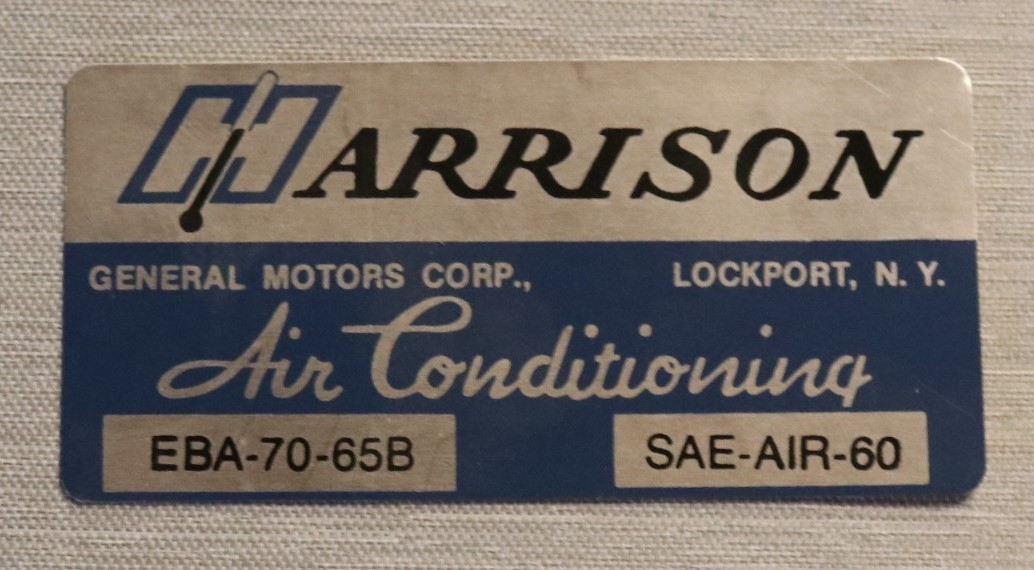 HARRISON
GENERAL MOTORS CORP., LOCKPORT, N. Y.
Air Conditioning
EBA-70-65B SAE-AIR-60